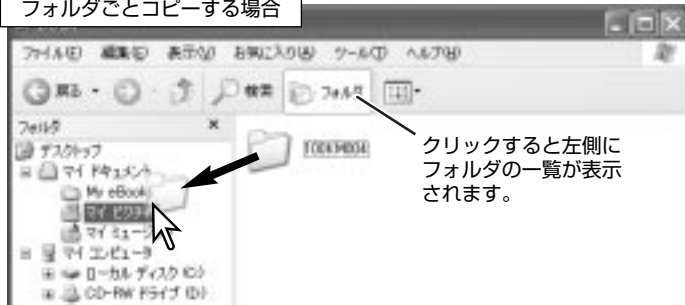 フォルダごとコピーする場合
ファイル(F) 編集(E) 表示(V) お気に入り(A) ツール(T) ヘルプ(H)
戻る 検索 フォルダ
フォルダ ×
デスクトップ
マイ ドキュメント
My eBook
マイ ピクチ
マイ ミュージ
マイ コンピュータ
ローカル ディスク (C:)
CD-RW ドライブ (D:)
クリックすると左側に
フォルダの一覧が表示
されます。